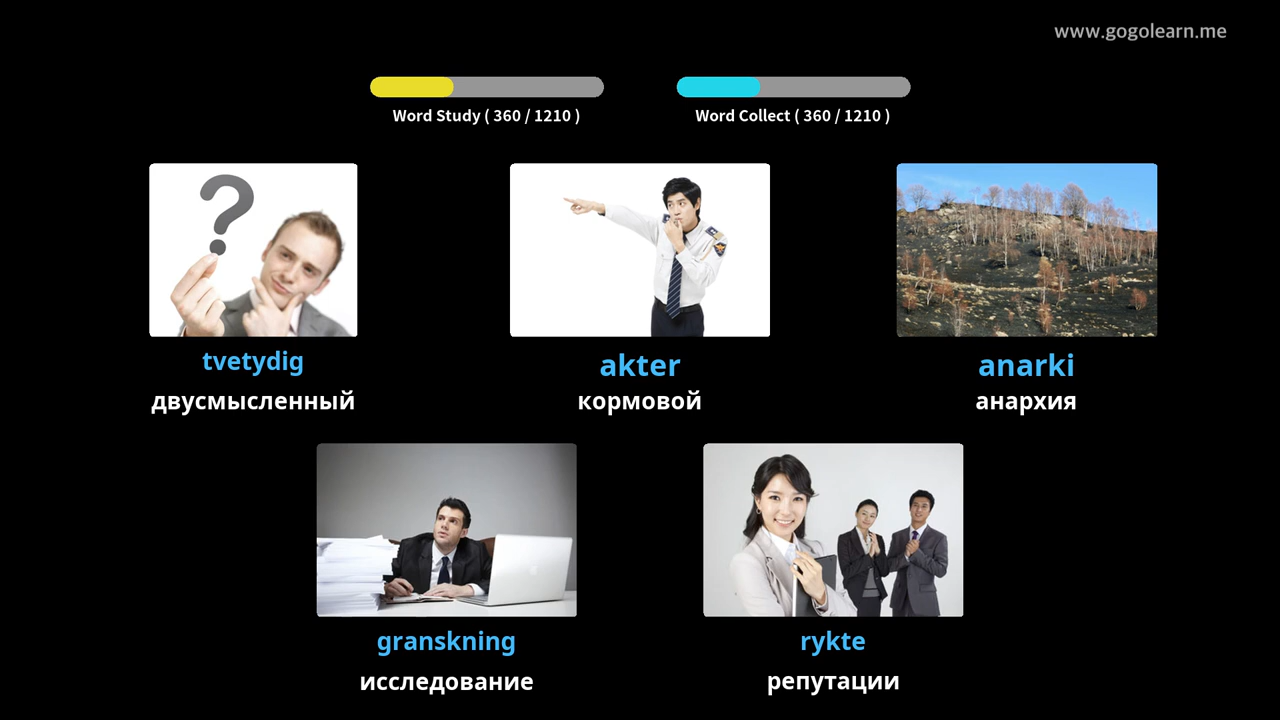 www.gogolearn.me
Word Study ( 360 / 1210 )
Word Collect ( 360 / 1210 )
?
tvetydig
двусмысленный
akter
кормовой
anarki
анархия
granskning
исследование
rykte
репутации